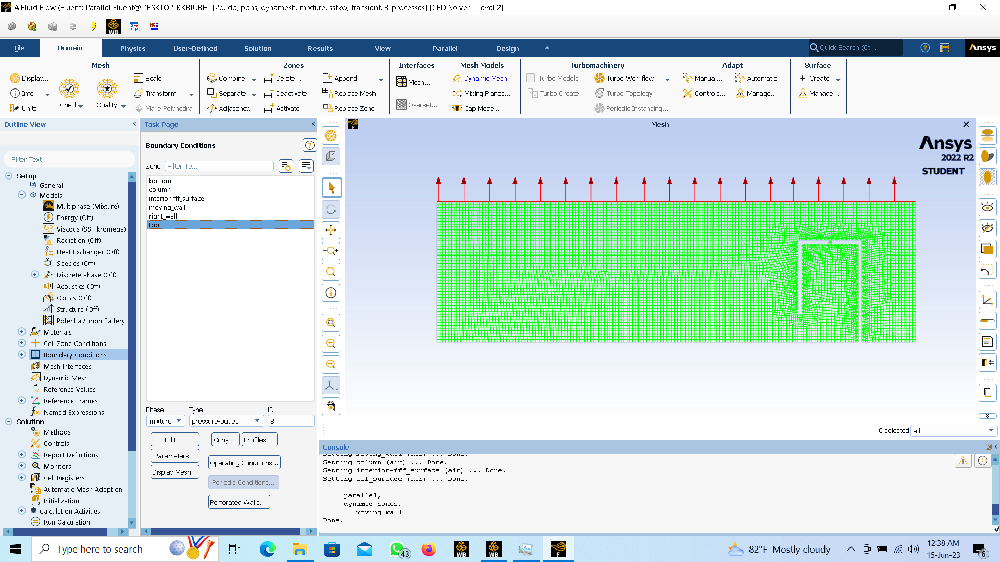 A:Fluid Flow (Fluent) Parallel Fluent@DESKTOP-BKBIUBH [2d, dp, pbns, dynamesh, mixture, sstkw, transient, 3-processes] [CFD Solver - Level 2]
WB
File Domain Physics User-Defined Solution Results View Parallel Design Quick Search (Ct... Ansys
Mesh Zones Interfaces Mesh Models Turbomachinery Adapt Surface
Display... Scale... Combine Delete... Append Mesh... Dynamic Mesh... Turbo Models Turbo Workflow Manual... Automatic... Create
Info Transform Separate Deactivate... Replace Mesh... Mixing Planes... Turbo Create... Turbo Topology... Controls... Manage... Manage...
Check Quality
Units... Make Polyhedra Adjacency... Activate... Replace Zone... Overset... Gap Model... Periodic Instancing...
Outline View
Filter Text
Setup
General
Models
Multiphase (Mixture)
Energy (Off)
Viscous (SST k-omega)
Radiation (Off)
Heat Exchanger (Off)
Species (Off)
Discrete Phase (Off)
Acoustics (Off)
Optics (Off)
Structure (Off)
Potential/Li-ion Battery
Materials
Cell Zone Conditions
Boundary Conditions
Mesh Interfaces
Dynamic Mesh
Reference Values
Reference Frames
Named Expressions
Solution
Methods
Controls
Report Definitions
Monitors
Cell Registers
Automatic Mesh Adaption
Initialization
Calculation Activities
Run Calculation
Task Page
Boundary Conditions
Zone Filter Text
bottom
column
interior-fff_surface
moving_wall
right_wall
top
Phase Type ID
mixture pressure-outlet 8
Edit... Copy... Profiles...
Parameters... Operating Conditions...
Display Mesh... Periodic Conditions...
Perforated Walls...
Mesh
Ansys
2022 R2
STUDENT
0 selected all
Console
Setting moving_wall (air) ... Done.
Setting column (air) ... Done.
Setting interior-fff_surface (air) ... Done.
Setting fff_surface (air) ... Done.
parallel,
dynamic zones,
moving_wall
Done.
Type here to search
43
WB
WB
F
82°F Mostly cloudy
12:38 AM
15-Jun-23
6